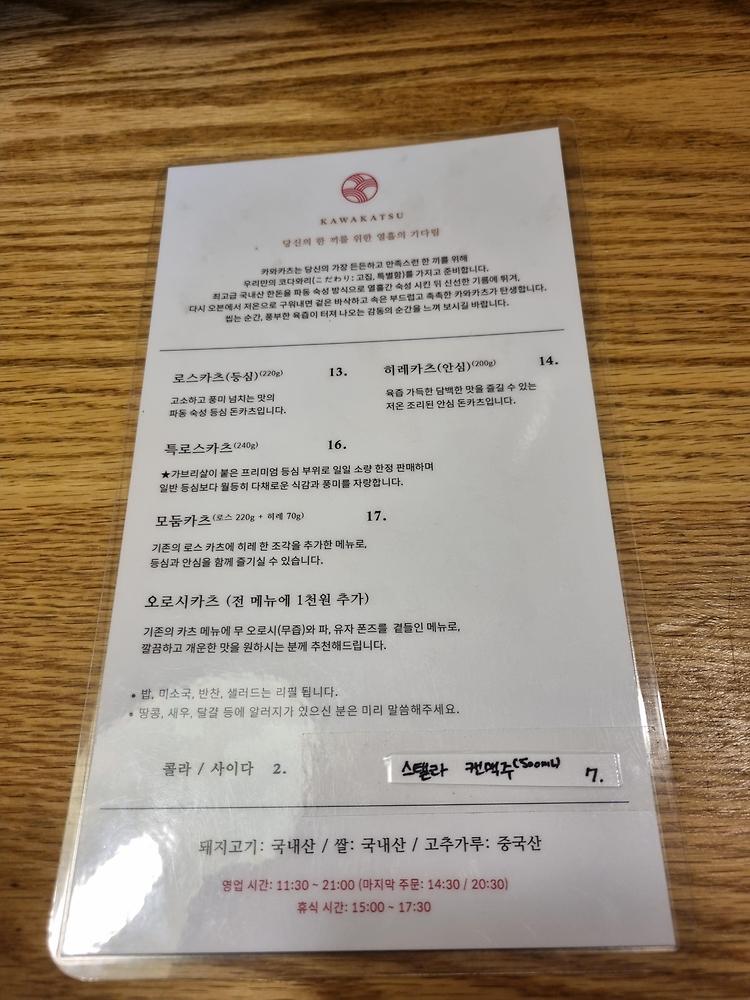 KAWAKATSU
당신의 한 끼를 위한 열흘의 기다림
카와카츠는 당신의 가장 든든하고 만족스런 한 끼를 위해
우리만의 코다와리(こだわり: 고집, 특별함)를 가지고 준비합니다.
최고급 국내산 한돈을 파동 숙성 방식으로 열흘간 숙성 시킨 뒤 신선한 기름에 튀겨,
다시 오븐에서 저온으로 구워내면 겉은 바삭하고 속은 부드럽고 촉촉한 카와카츠가 탄생합니다.
씹는 순간, 풍부한 육즙이 터져 나오는 감동의 순간을 느껴 보시길 바랍니다.
로스카츠(등심)(220g) 13.
고소하고 풍미 넘치는 맛의
파동 숙성 등심 돈카츠입니다.
히레카츠(안심)(200g) 14.
육즙 가득한 담백한 맛을 즐길 수 있는
저온 조리된 안심 돈카츠입니다.
특로스카츠(240g) 16.
★가브리살이 붙은 프리미엄 등심 부위로 일일 소량 한정 판매하며
일반 등심보다 월등히 다채로운 식감과 풍미를 자랑합니다.
모둠카츠(로스 220g + 히레 70g) 17.
기존의 로스 카츠에 히레 한 조각을 추가한 메뉴로,
등심과 안심을 함께 즐기실 수 있습니다.
오로시카츠 (전 메뉴에 1천원 추가)
기존의 카츠 메뉴에 무 오로시(무즙)와 파, 유자 폰즈를 곁들인 메뉴로,
깔끔하고 개운한 맛을 원하시는 분께 추천해드립니다.
• 밥, 미소국, 반찬, 샐러드는 리필 됩니다.
• 땅콩, 새우, 달걀 등에 알러지가 있으신 분은 미리 말씀해주세요.
콜라 / 사이다 2.
스텔라 캔맥주(500ml) 7.
돼지고기: 국내산 / 쌀: 국내산 / 고추가루: 중국산
영업 시간: 11:30 ~ 21:00 (마지막 주문: 14:30 / 20:30)
휴식 시간: 15:00 ~ 17:30